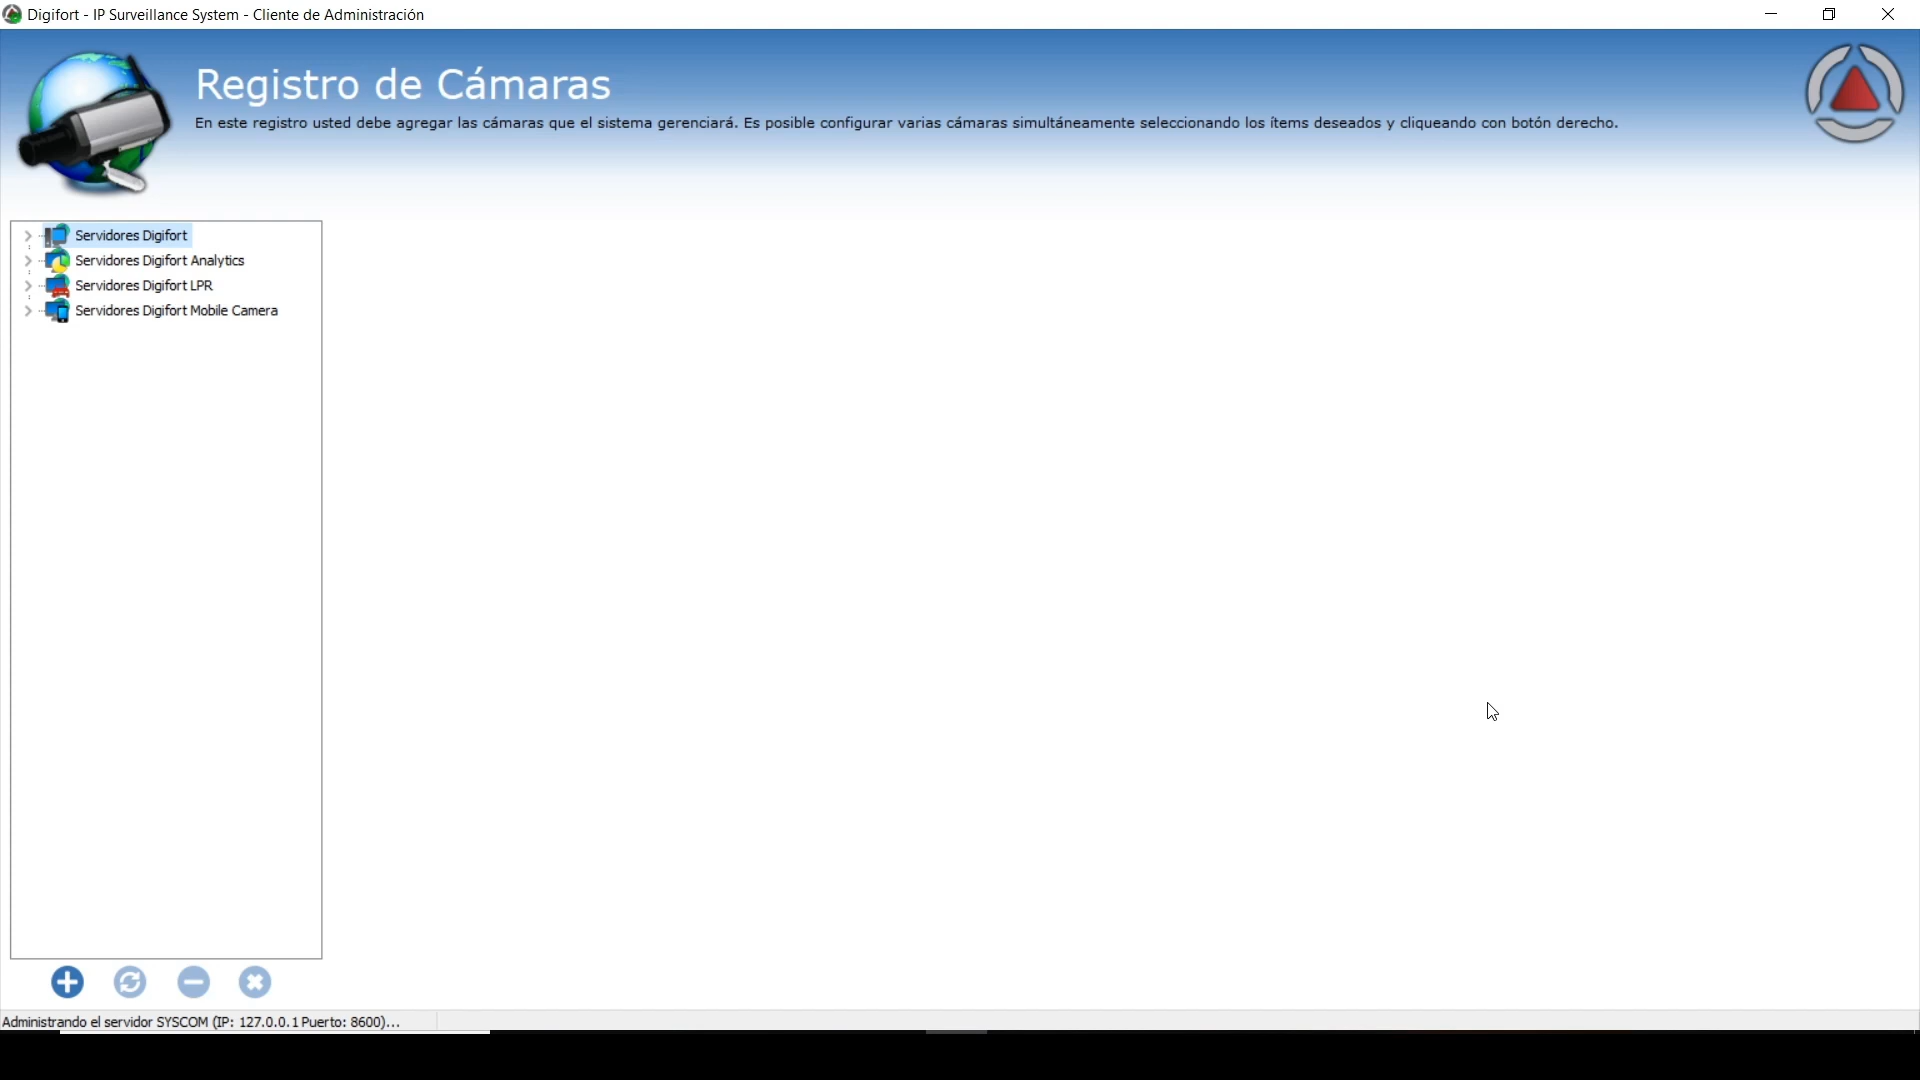 Digifort - IP Surveillance System - Cliente de Administración
Registro de Cámaras
En este registro usted debe agregar las cámaras que el sistema gerenciará. Es posible configurar varias cámaras simultáneamente seleccionando los ítems deseados y cliqueando con botón derecho.
Servidores Digifort
Servidores Digifort Analytics
Servidores Digifort LPR
Servidores Digifort Mobile Camera
Administrando el servidor SYSCOM (IP: 127.0.0.1 Puerto: 8600)...